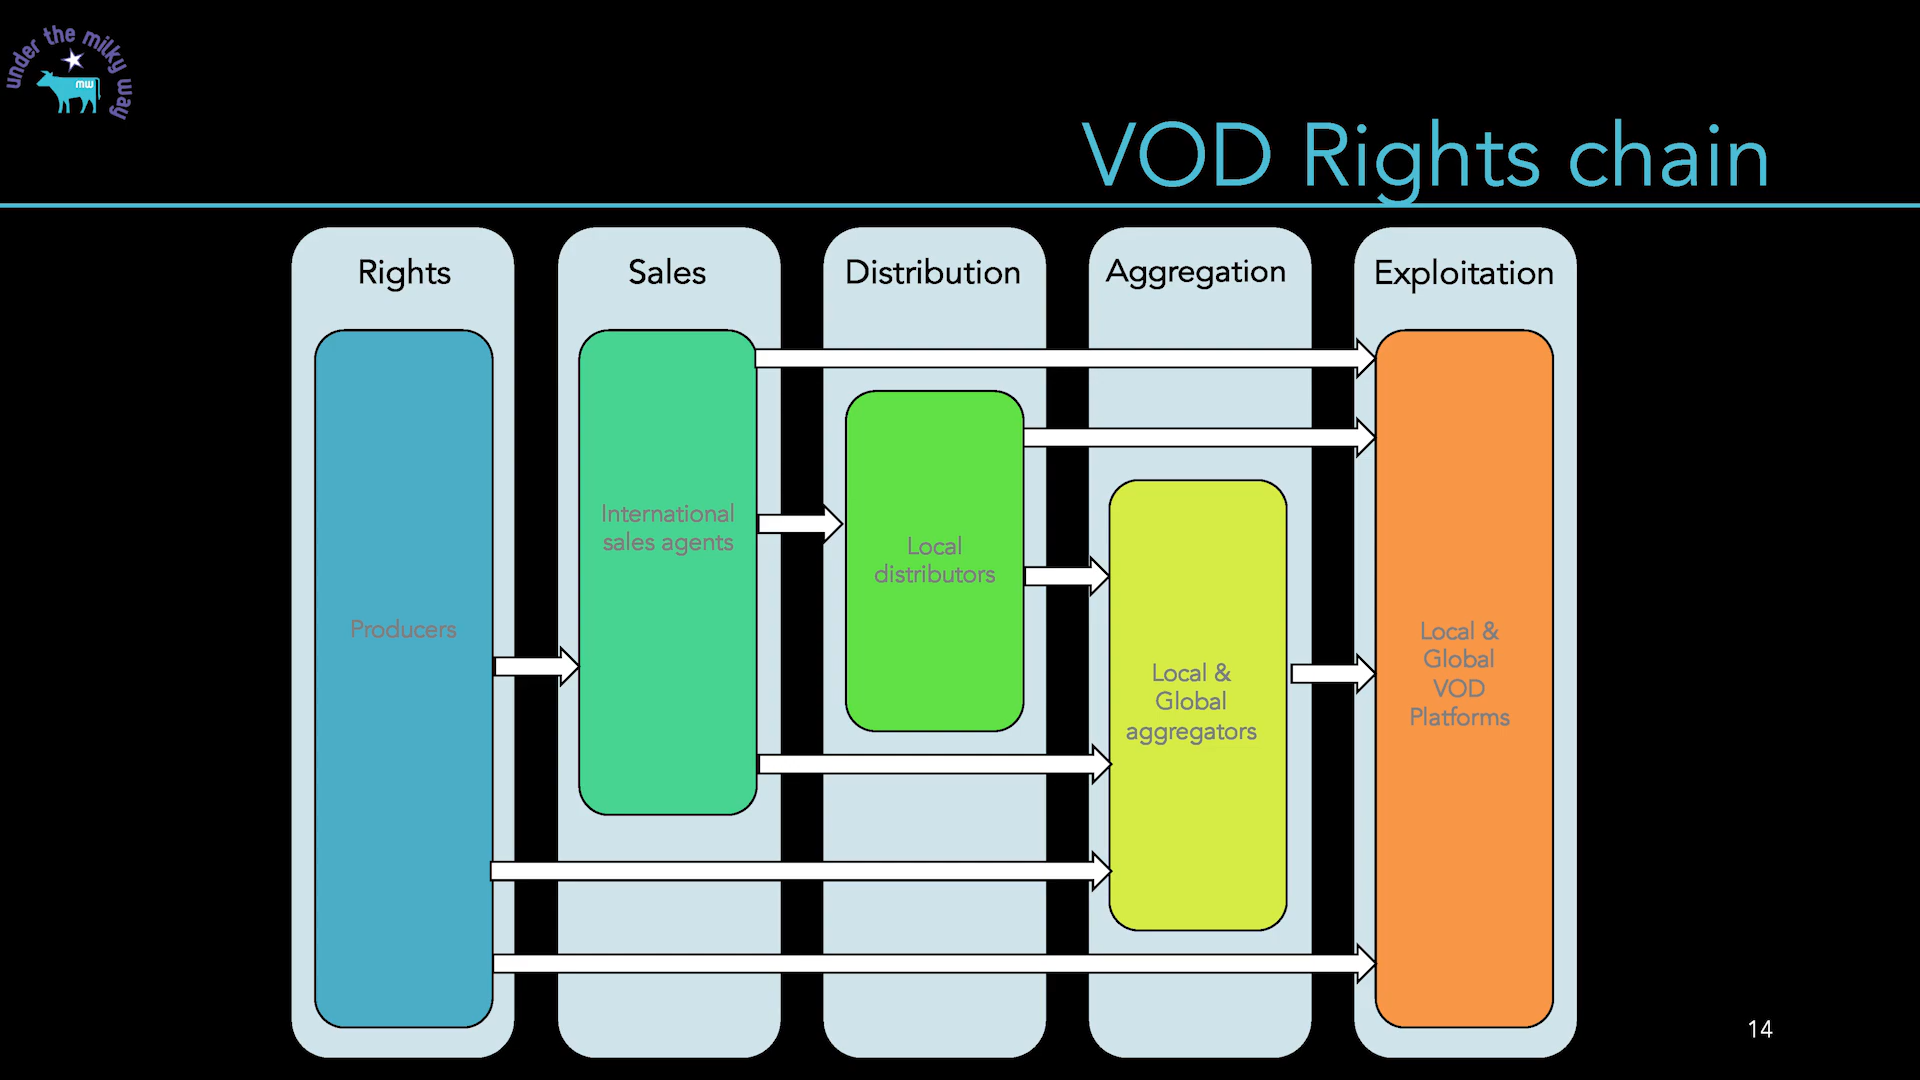 under the milky way
mw
VOD Rights chain
Rights
Sales
Distribution
Aggregation
Exploitation
Producers
International
sales agents
Local
distributors
Local &
Global
aggregators
Local &
Global
VOD
Platforms
14